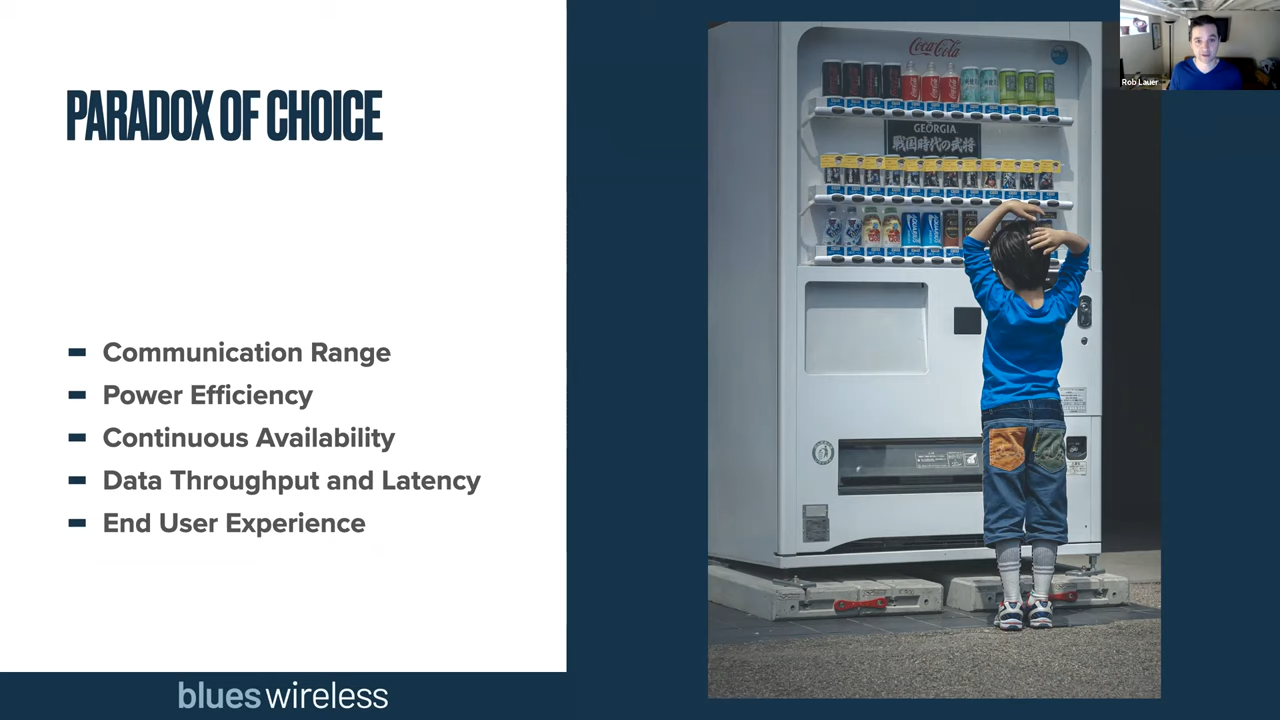 PARADOX OF CHOICE
Communication Range
Power Efficiency
Continuous Availability
Data Throughput and Latency
End User Experience
blues wireless
Coca-Cola
GEORGIA
戦国時代の武将
AQUARIUS
Rob Lauer